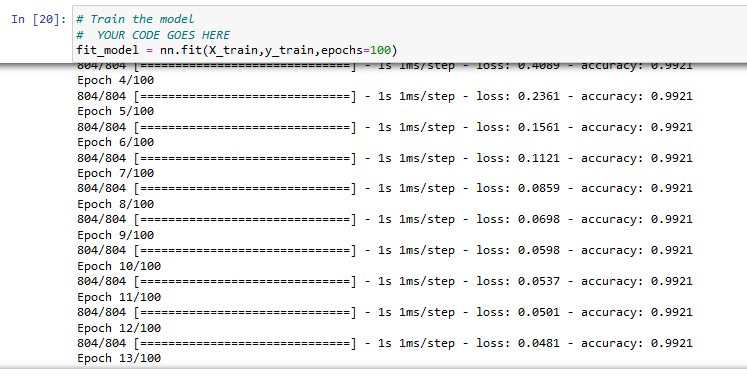 In [20]: # Train the model
# YOUR CODE GOES HERE
fit_model = nn.fit(X_train,y_train,epochs=100)
804/804 [==============================] - 1s 1ms/step - loss: 0.4089 - accuracy: 0.9921
Epoch 4/100
804/804 [==============================] - 1s 1ms/step - loss: 0.2361 - accuracy: 0.9921
Epoch 5/100
804/804 [==============================] - 1s 1ms/step - loss: 0.1561 - accuracy: 0.9921
Epoch 6/100
804/804 [==============================] - 1s 1ms/step - loss: 0.1121 - accuracy: 0.9921
Epoch 7/100
804/804 [==============================] - 1s 1ms/step - loss: 0.0859 - accuracy: 0.9921
Epoch 8/100
804/804 [==============================] - 1s 1ms/step - loss: 0.0698 - accuracy: 0.9921
Epoch 9/100
804/804 [==============================] - 1s 1ms/step - loss: 0.0598 - accuracy: 0.9921
Epoch 10/100
804/804 [==============================] - 1s 1ms/step - loss: 0.0537 - accuracy: 0.9921
Epoch 11/100
804/804 [==============================] - 1s 1ms/step - loss: 0.0501 - accuracy: 0.9921
Epoch 12/100
804/804 [==============================] - 1s 1ms/step - loss: 0.0481 - accuracy: 0.9921
Epoch 13/100